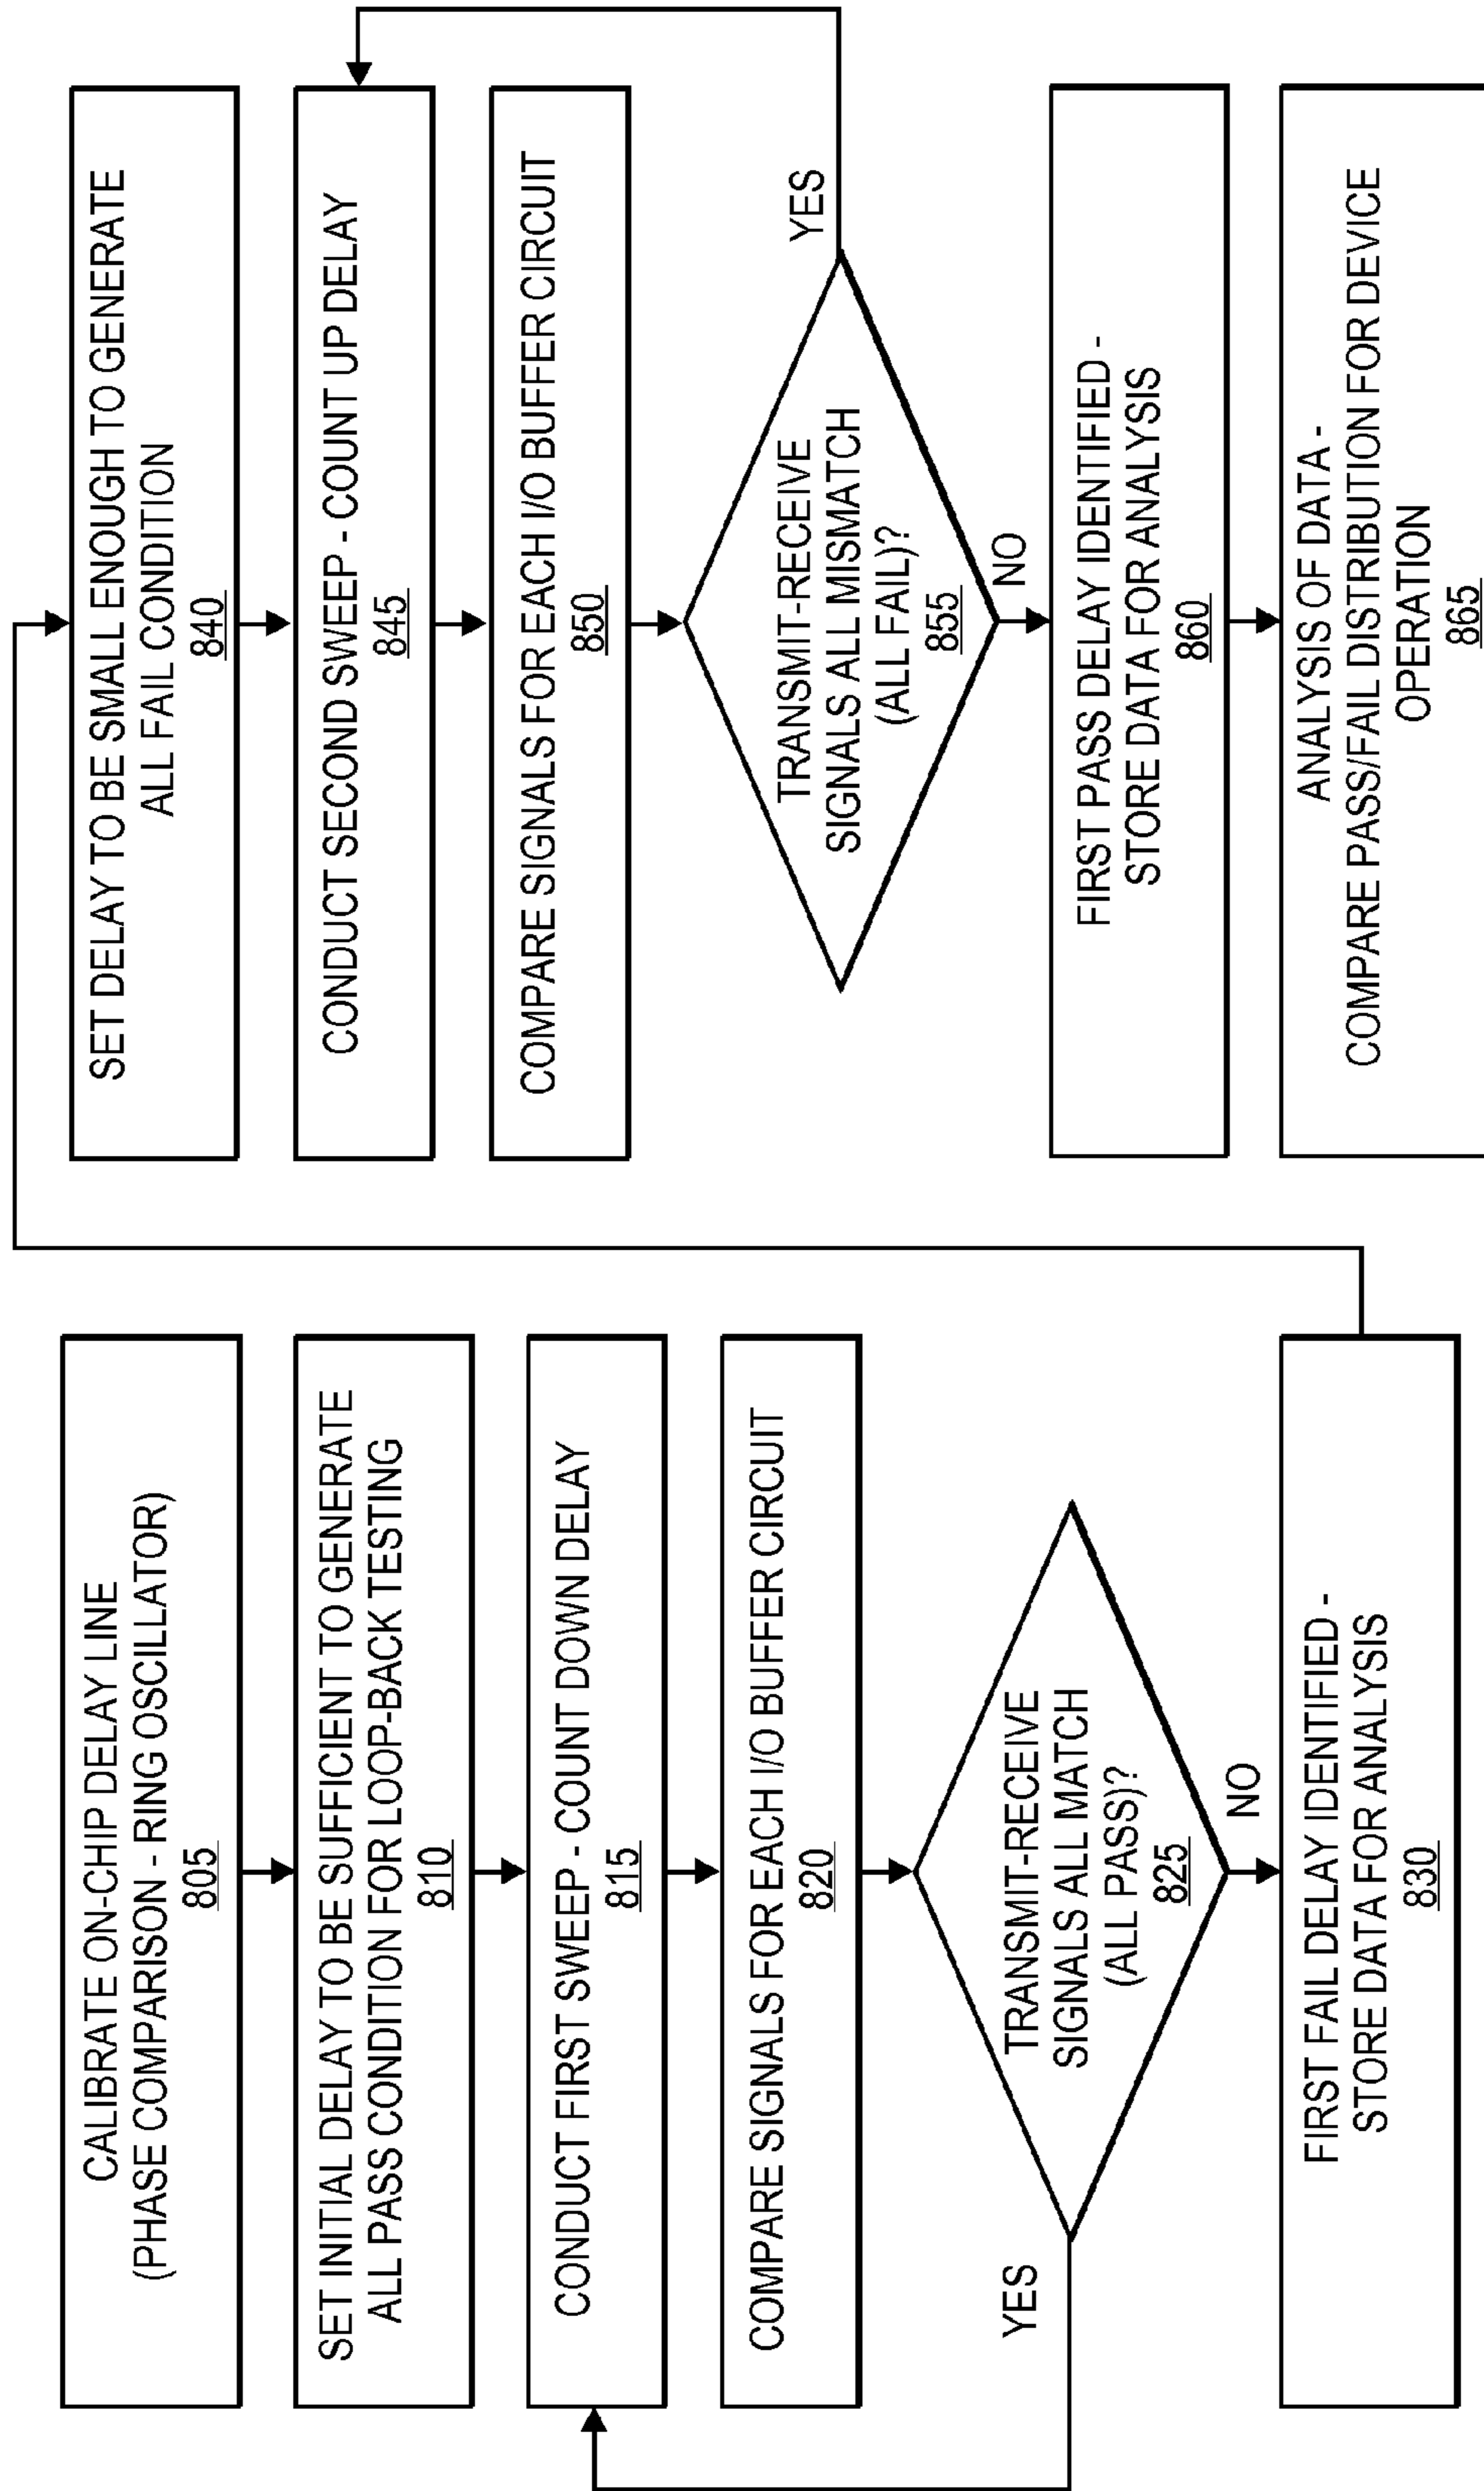 CALIBRATE ON-CHIP DELAY LINE
(PHASE COMPARISON - RING OSCILLATOR)
805
SET INITIAL DELAY TO BE SUFFICIENT TO GENERATE
ALL PASS CONDITION FOR LOOP-BACK TESTING
810
CONDUCT FIRST SWEEP - COUNT DOWN DELAY
815
COMPARE SIGNALS FOR EACH I/O BUFFER CIRCUIT
820
TRANSMIT-RECEIVE
SIGNALS ALL MATCH
(ALL PASS)?
825
YES
NO
FIRST FAIL DELAY IDENTIFIED -
STORE DATA FOR ANALYSIS
830
SET DELAY TO BE SMALL ENOUGH TO GENERATE
ALL FAIL CONDITION
840
CONDUCT SECOND SWEEP - COUNT UP DELAY
845
COMPARE SIGNALS FOR EACH I/O BUFFER CIRCUIT
850
TRANSMIT-RECEIVE
SIGNALS ALL MISMATCH
(ALL FAIL)?
855
YES
NO
FIRST PASS DELAY IDENTIFIED -
STORE DATA FOR ANALYSIS
860
ANALYSIS OF DATA -
COMPARE PASS/FAIL DISTRIBUTION FOR DEVICE
OPERATION
865